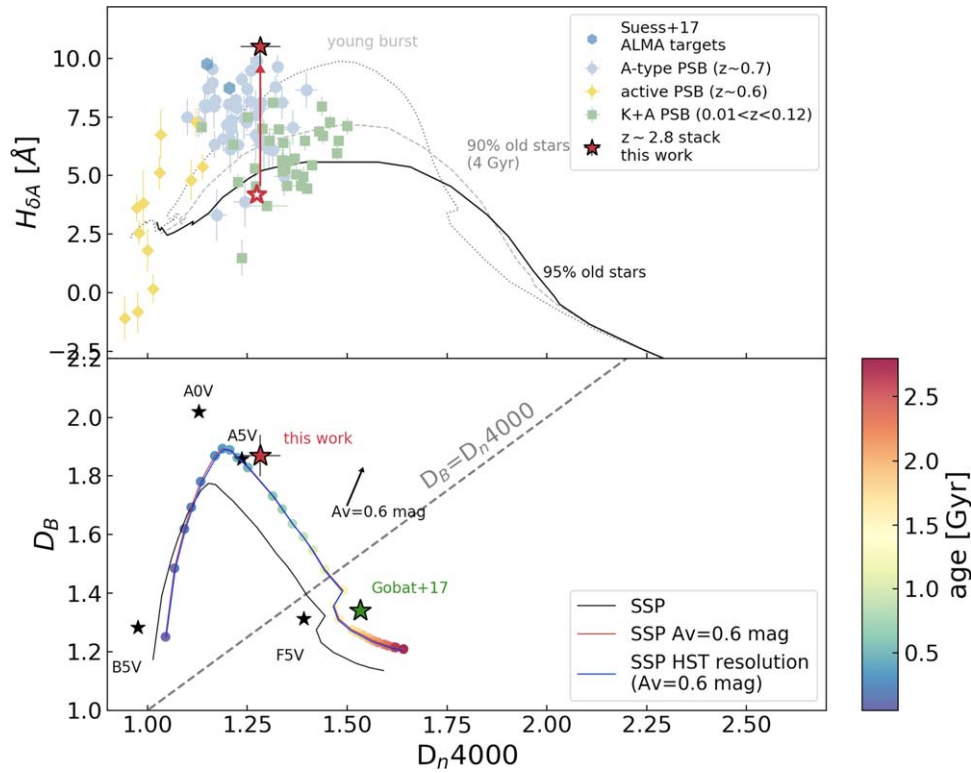 10.0
7.5
5.0
2.5
0.0
−2.5
H_{δA} [Å]
young burst
90% old stars
(4 Gyr)
95% old stars
Suess+17
ALMA targets
A-type PSB (z~0.7)
active PSB (z~0.6)
K+A PSB (0.01<z<0.12)
z ~ 2.8 stack
this work
2.2
2.0
1.8
1.6
1.4
1.2
1.0
D_B
A0V
A5V
this work
Av=0.6 mag
D_B=D_n4000
Gobat+17
B5V
F5V
SSP
SSP Av=0.6 mag
SSP HST resolution
(Av=0.6 mag)
1.00 1.25 1.50 1.75 2.00 2.25 2.50
D_n4000
2.5
2.0
1.5
1.0
0.5
age [Gyr]